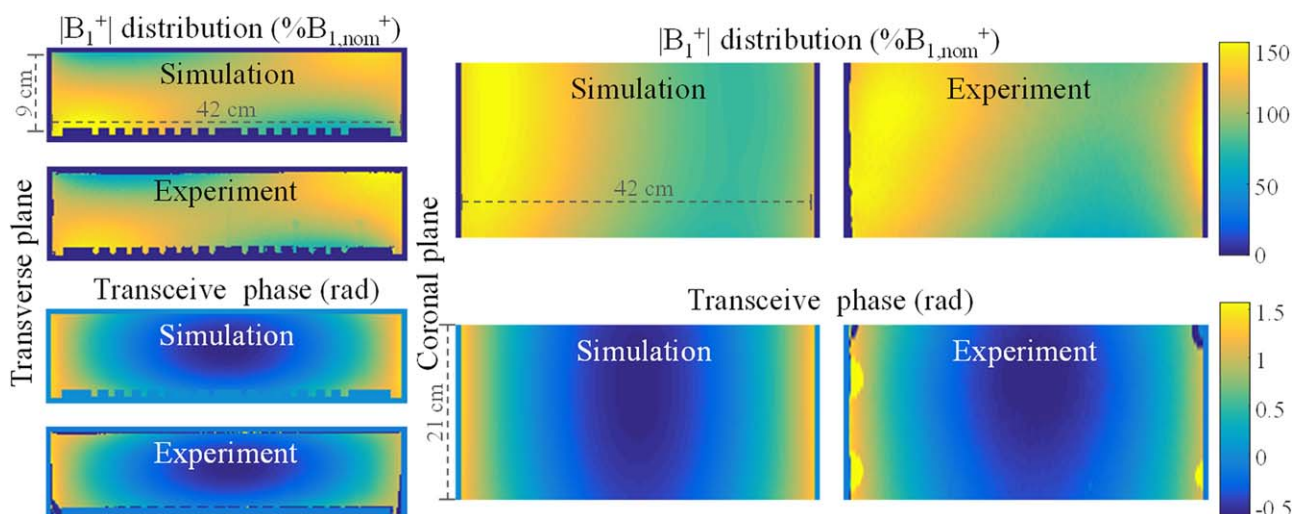 |B₁⁺| distribution (%B₁,nom⁺)
Simulation
9 cm
42 cm
Experiment
Transverse plane
Transceive phase (rad)
Simulation
Experiment
|B₁⁺| distribution (%B₁,nom⁺)
Simulation
Experiment
42 cm
150
100
50
0
Coronal plane
Transceive phase (rad)
Simulation
Experiment
21 cm
1.5
1
0.5
0
-0.5